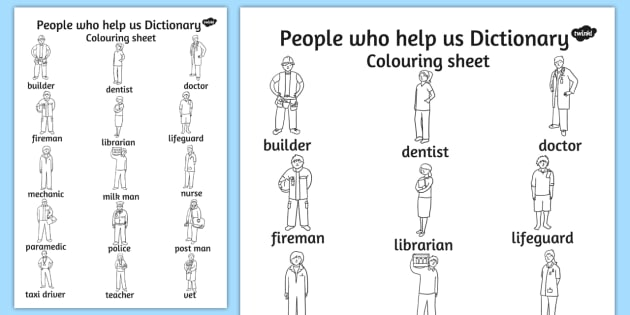 People who help us Dictionary twinkl
Colouring sheet
builder dentist doctor
fireman librarian lifeguard
mechanic milk man nurse
paramedic police post man
taxi driver teacher vet
People who help us Dictionary twinkl
Colouring sheet
builder dentist doctor
fireman librarian lifeguard